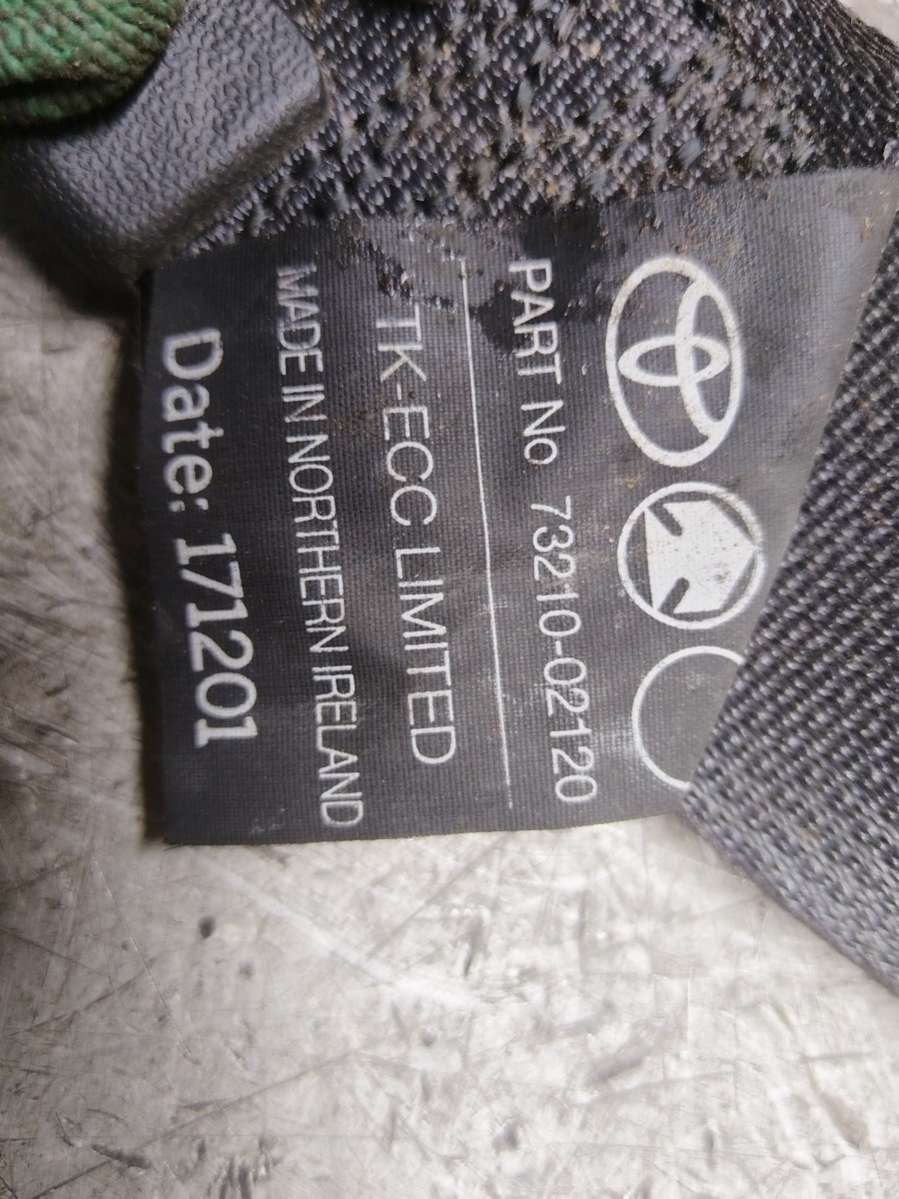 PART No 73210-02120
TK-ECC LIMITED
MADE IN NORTHERN IRELAND
Date: 171201